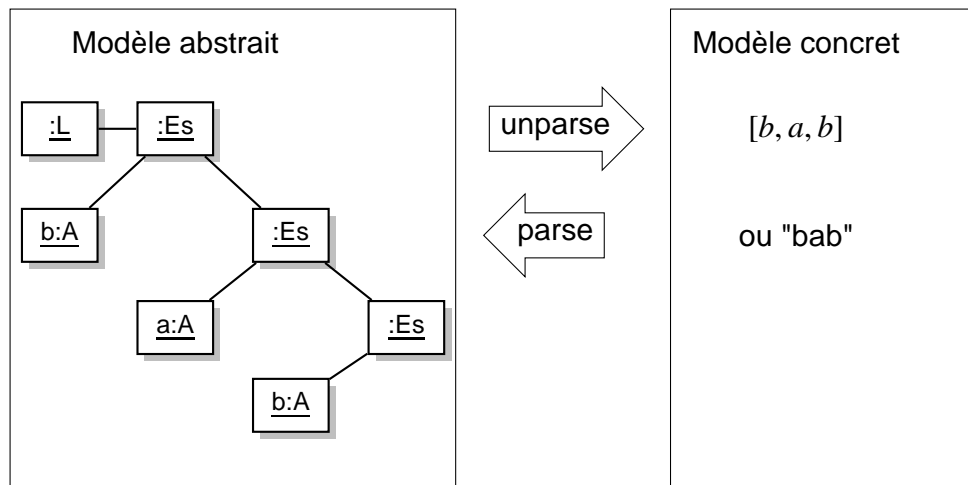 Modèle abstrait
:L
:Es
b:A
:Es
a:A
:Es
b:A
unparse
parse
Modèle concret
[b, a, b]
ou "bab"